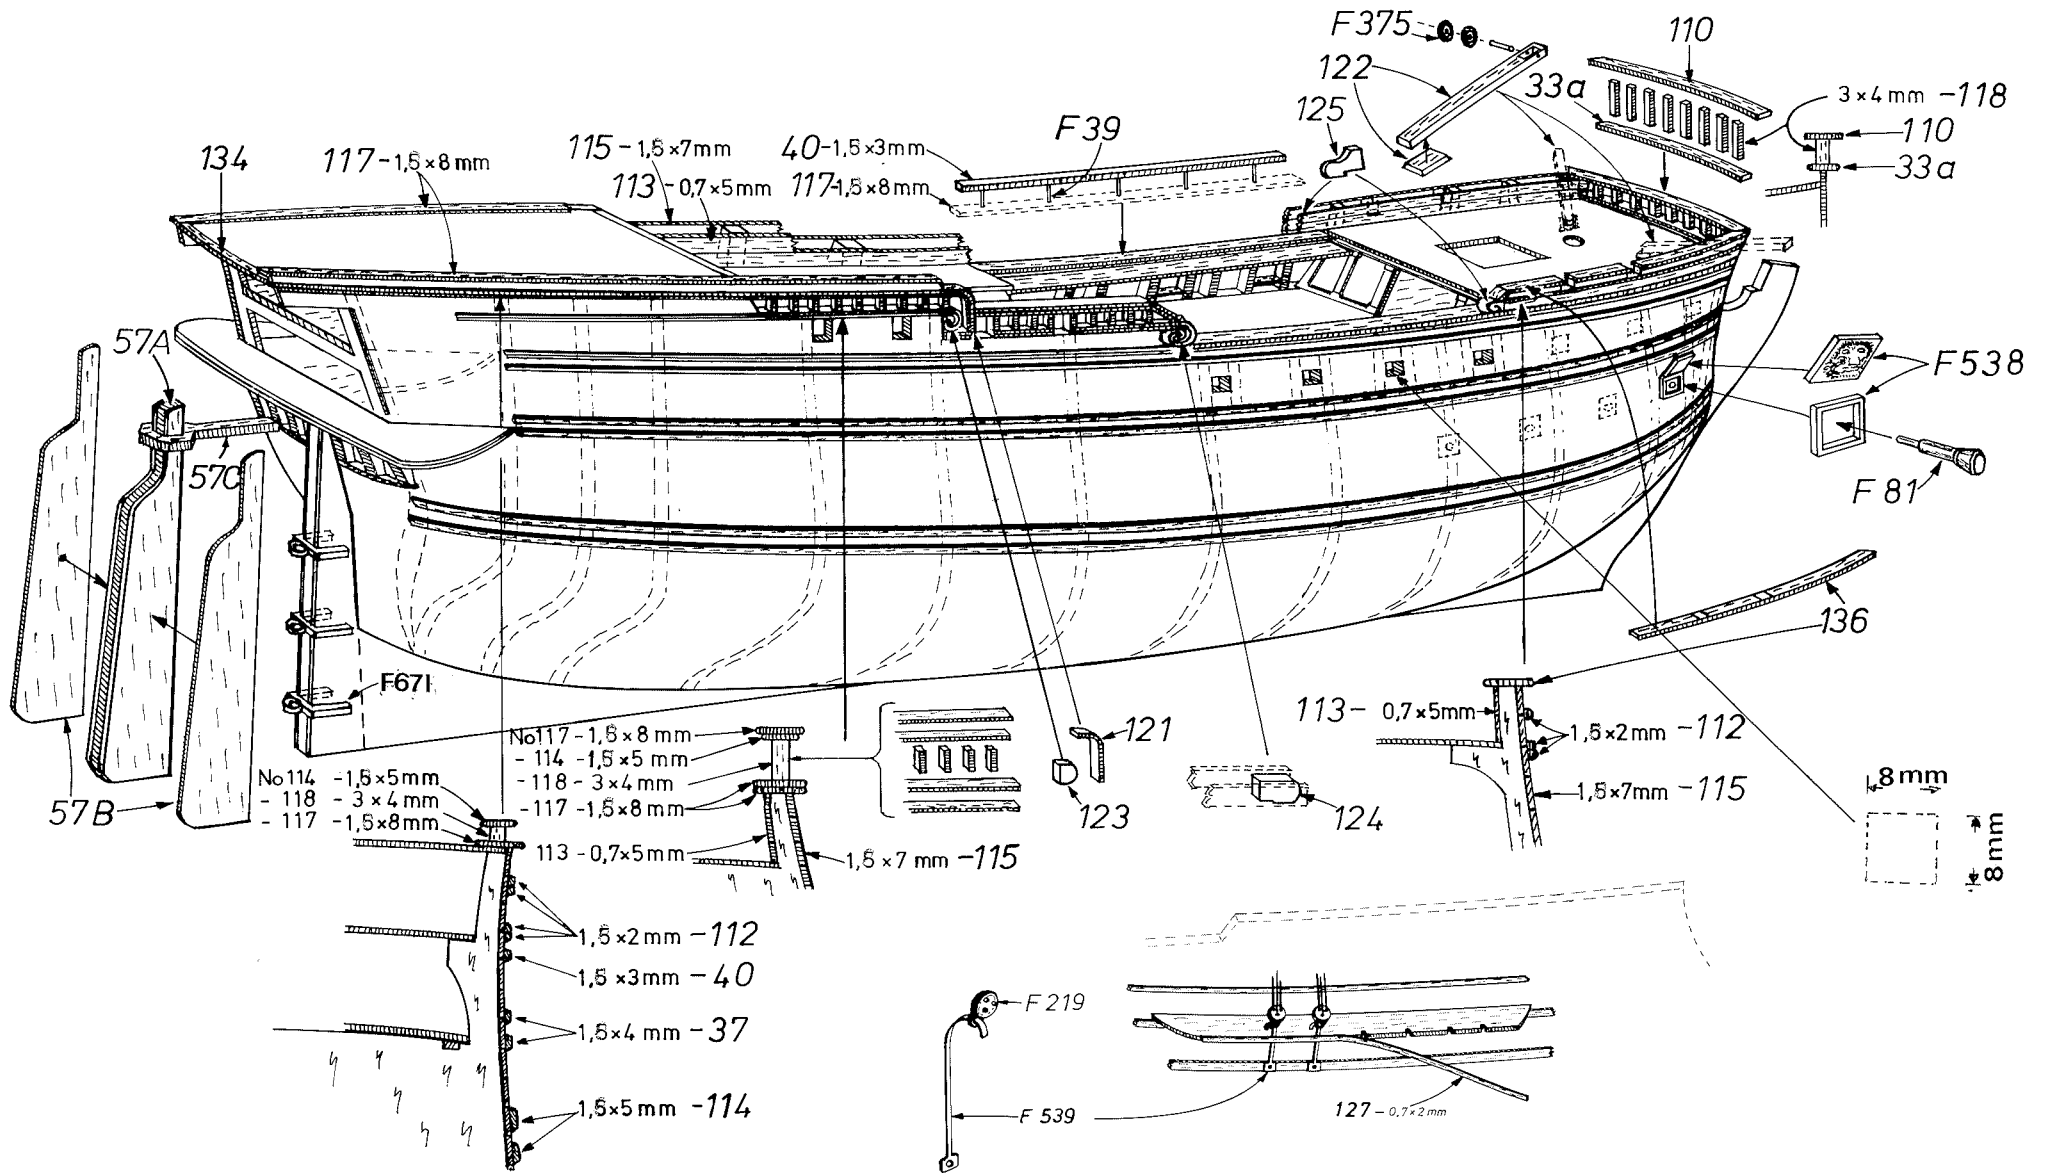 F375
110
122
33a
3×4mm -118
125
110
F39
115 -1,5×7mm
40-1,5×3mm
33a
134
117-1,5×8 mm
113 -0,7×5mm
117-1,5×8mm
57A
F538
57C
F 81
136
F671
113- 0,7×5mm
No117-1,5×8 mm
121
1,5×2mm -112
- 114 -1,5×5 mm
8mm
No114 -1,5×5mm
-118- 3×4mm
1,5×7mm -115
- 118 - 3×4mm
-117 -1,5×8mm
57B
123
124
- 117 -1,5×8mm
8mm
113 -0,7×5mm
1,5×7 mm -115
1,5×2mm -112
1,5×3mm -40
F 219
1,5×4 mm -37
1,5×5mm -114
F 539
127 - 0,7×2mm